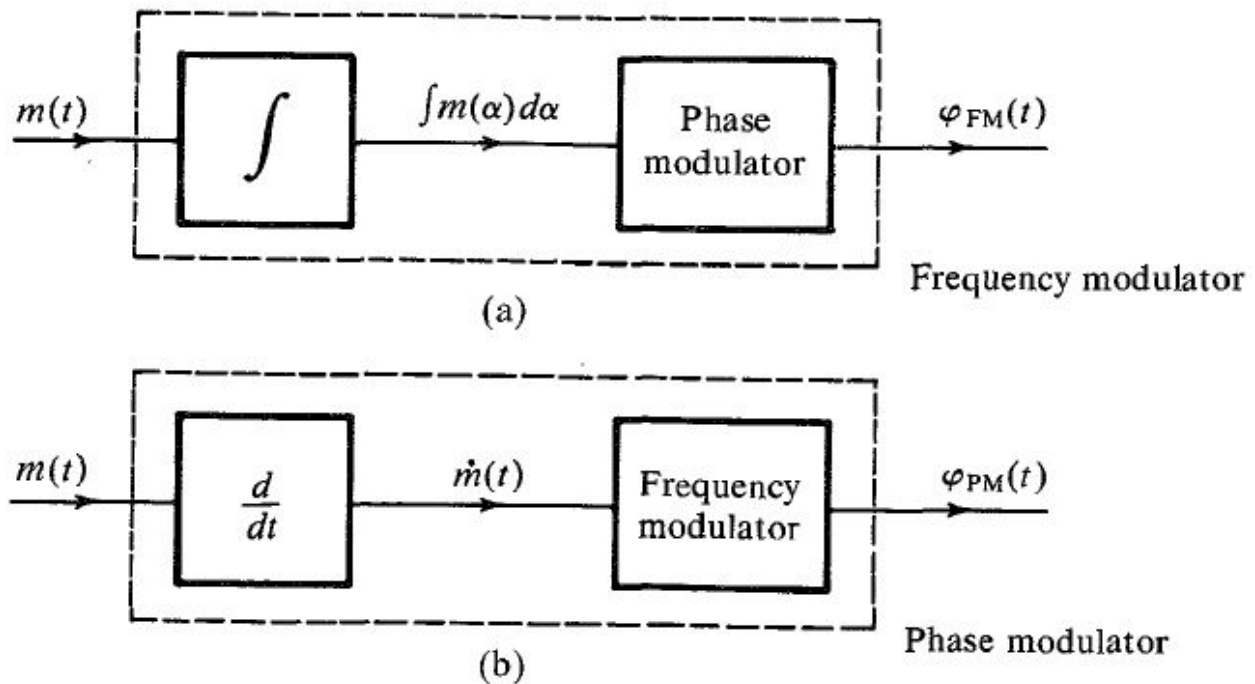 m(t)
∫
∫m(α)dα
Phase
modulator
φFM(t)
Frequency modulator
(a)
m(t)
d
dt
ṁ(t)
Frequency
modulator
φPM(t)
Phase modulator
(b)